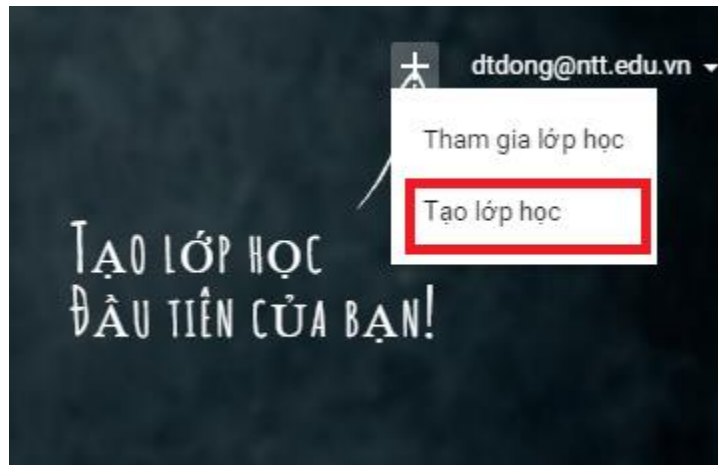 dtdong@ntt.edu.vn
Tham gia lớp học
Tạo lớp học
TẠO LỚP HỌC
ĐẦU TIÊN CỦA BẠN!